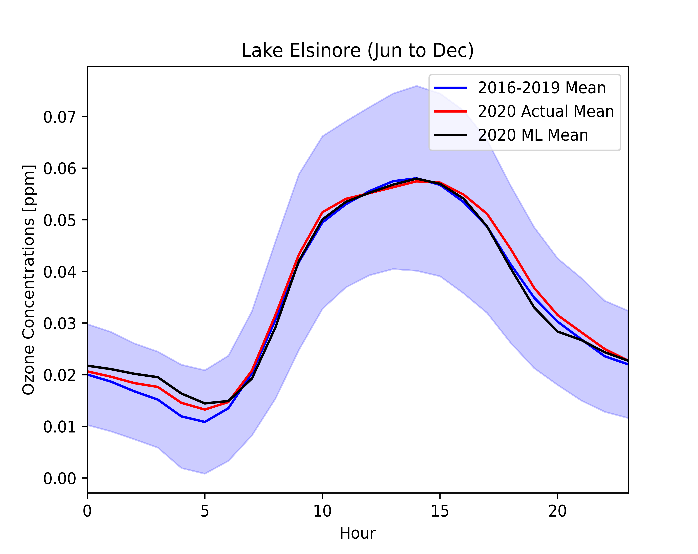 Lake Elsinore (Jun to Dec)
2016-2019 Mean
2020 Actual Mean
2020 ML Mean
Ozone Concentrations [ppm]
0.07
0.06
0.05
0.04
0.03
0.02
0.01
0.00
0 5 10 15 20
Hour